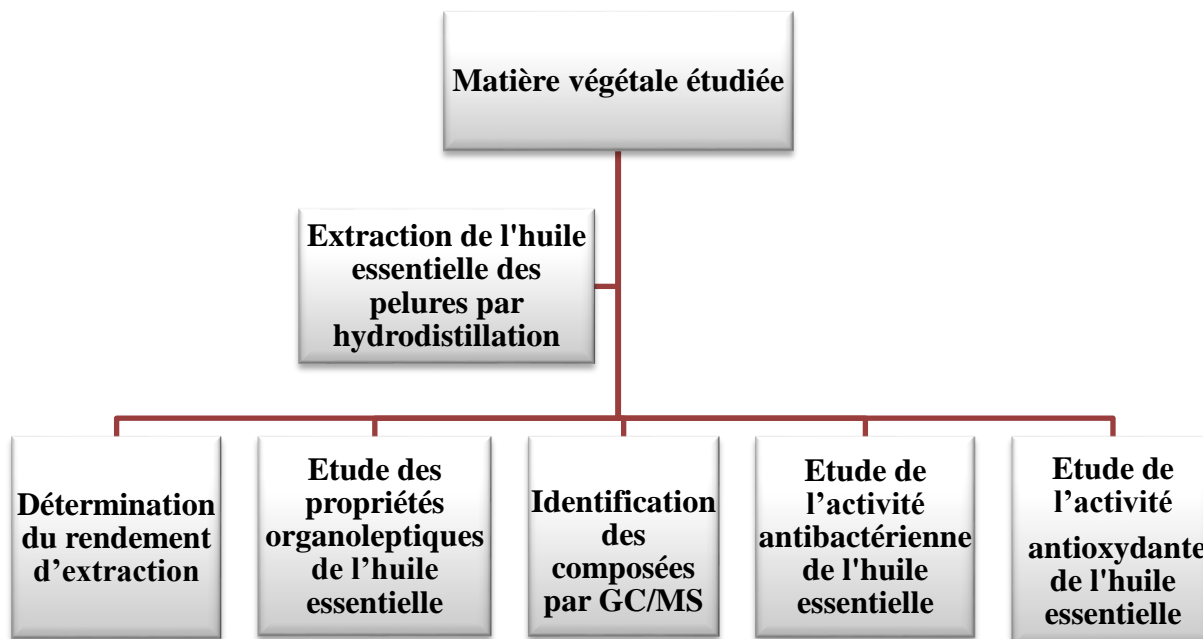 Matière végétale étudiée
Extraction de l'huile
essentielle des
pelures par
hydrodistillation
Détermination
du rendement
d’extraction
Etude des
propriétés
organoleptiques
de l’huile
essentielle
Identification
des
composées
par GC/MS
Etude de
l’activité
antibactérienne
de l'huile
essentielle
Etude de
l’activité
antioxydante
de l'huile
essentielle